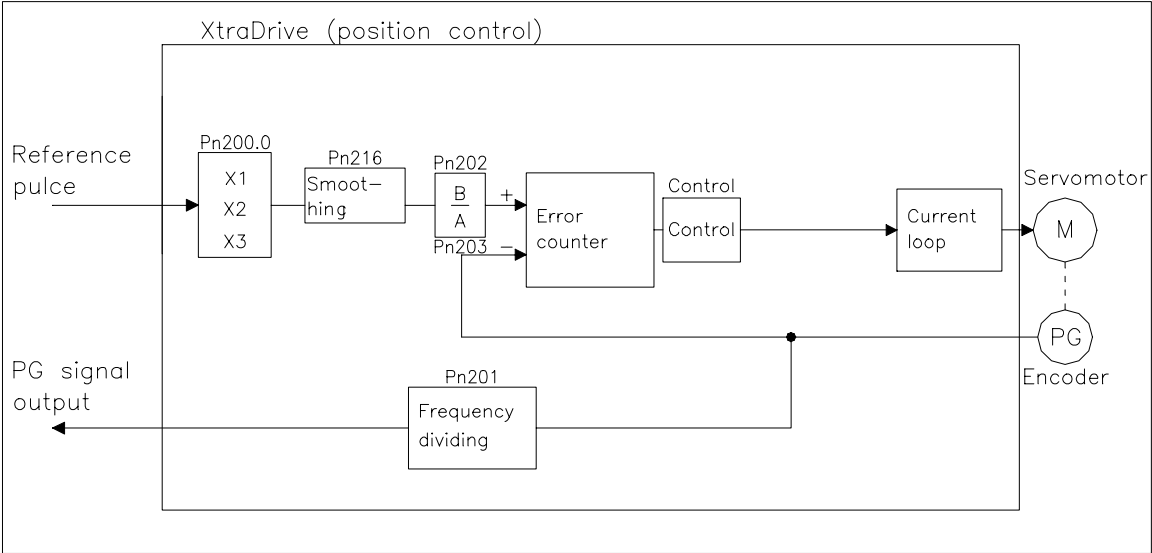 XtraDrive (position control)
Reference
pulce
Pn200.0
X1
X2
X3
Pn216
Smoot-
hing
Pn202
B
A
Pn203
+
−
Error
counter
Control
Control
Current
loop
Servomotor
M
PG
Encoder
PG signal
output
Pn201
Frequency
dividing